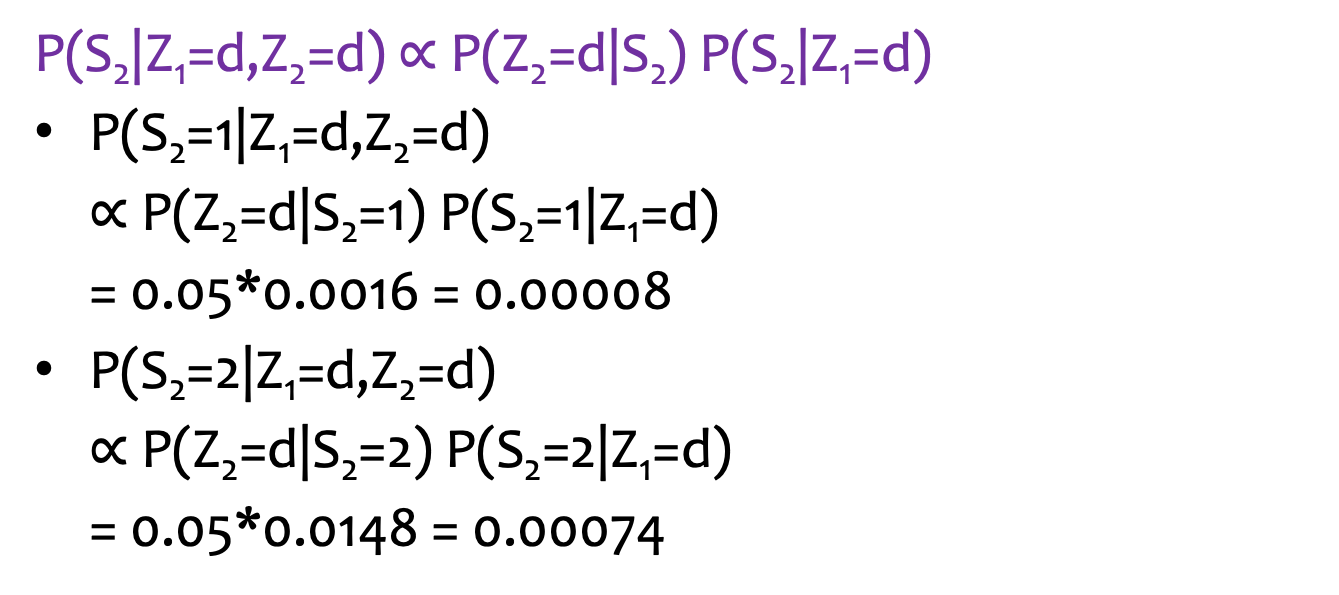 P(S₂|Z₁=d,Z₂=d) ∝ P(Z₂=d|S₂) P(S₂|Z₁=d)
• P(S₂=1|Z₁=d,Z₂=d)
∝ P(Z₂=d|S₂=1) P(S₂=1|Z₁=d)
= 0.05*0.0016 = 0.00008
• P(S₂=2|Z₁=d,Z₂=d)
∝ P(Z₂=d|S₂=2) P(S₂=2|Z₁=d)
= 0.05*0.0148 = 0.00074